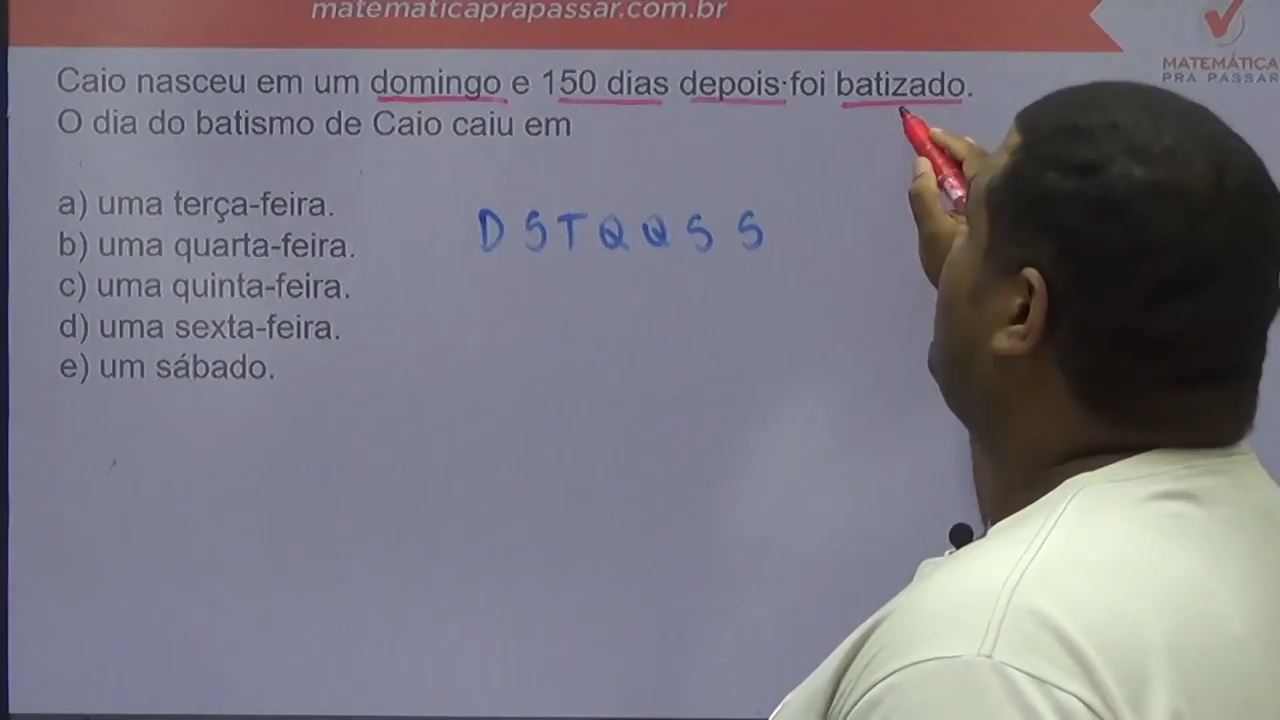 matematicaprapassar.com.br
MATEMÁTICA
PRA PASSAR
Caio nasceu em um domingo e 150 dias depois foi batizado.
O dia do batismo de Caio caiu em
a) uma terça-feira.
b) uma quarta-feira.
c) uma quinta-feira.
d) uma sexta-feira.
e) um sábado.
D S T Q Q S S